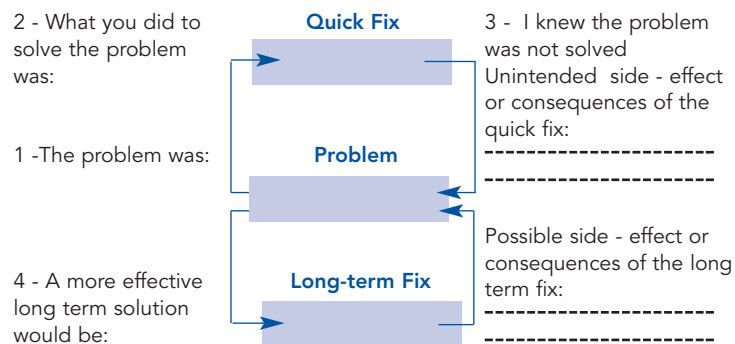 2 - What you did to
solve the problem
was:
Quick Fix
3 - I knew the problem
was not solved
Unintended side - effect
or consequences of the
quick fix:
1 -The problem was:
Problem
4 - A more effective
long term solution
would be:
Long-term Fix
Possible side - effect or
consequences of the long
term fix: